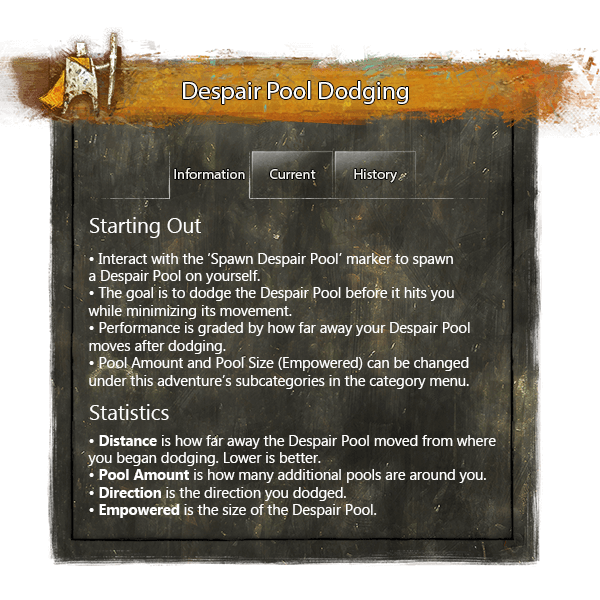 Despair Pool Dodging
Information
Current
History
Starting Out
• Interact with the ‘Spawn Despair Pool’ marker to spawn
a Despair Pool on yourself.
• The goal is to dodge the Despair Pool before it hits you
while minimizing its movement.
• Performance is graded by how far away your Despair Pool
moves after dodging.
• Pool Amount and Pool Size (Empowered) can be changed
under this adventure’s subcategories in the category menu.
Statistics
• Distance is how far away the Despair Pool moved from where
you began dodging. Lower is better.
• Pool Amount is how many additional pools are around you.
• Direction is the direction you dodged.
• Empowered is the size of the Despair Pool.